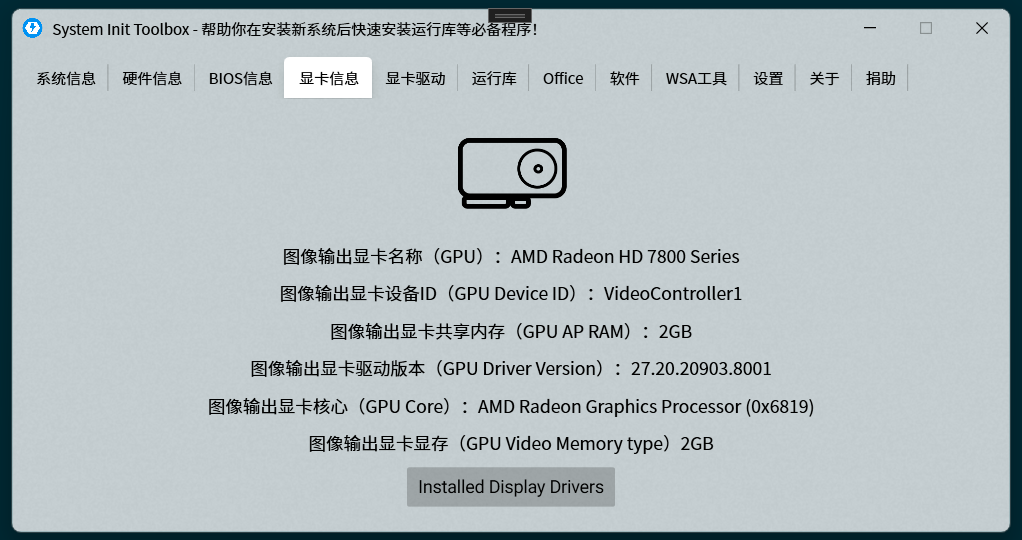 System Init Toolbox - 帮助你在安装新系统后快速安装运行库等必备程序!
系统信息 硬件信息 BIOS信息 显卡信息 显卡驱动 运行库 Office 软件 WSA工具 设置 关于 捐助
图像输出显卡名称（GPU）：AMD Radeon HD 7800 Series
图像输出显卡设备ID（GPU Device ID）：VideoController1
图像输出显卡共享内存（GPU AP RAM）：2GB
图像输出显卡驱动版本（GPU Driver Version）：27.20.20903.8001
图像输出显卡核心（GPU Core）：AMD Radeon Graphics Processor (0x6819)
图像输出显卡显存（GPU Video Memory type）2GB
Installed Display Drivers